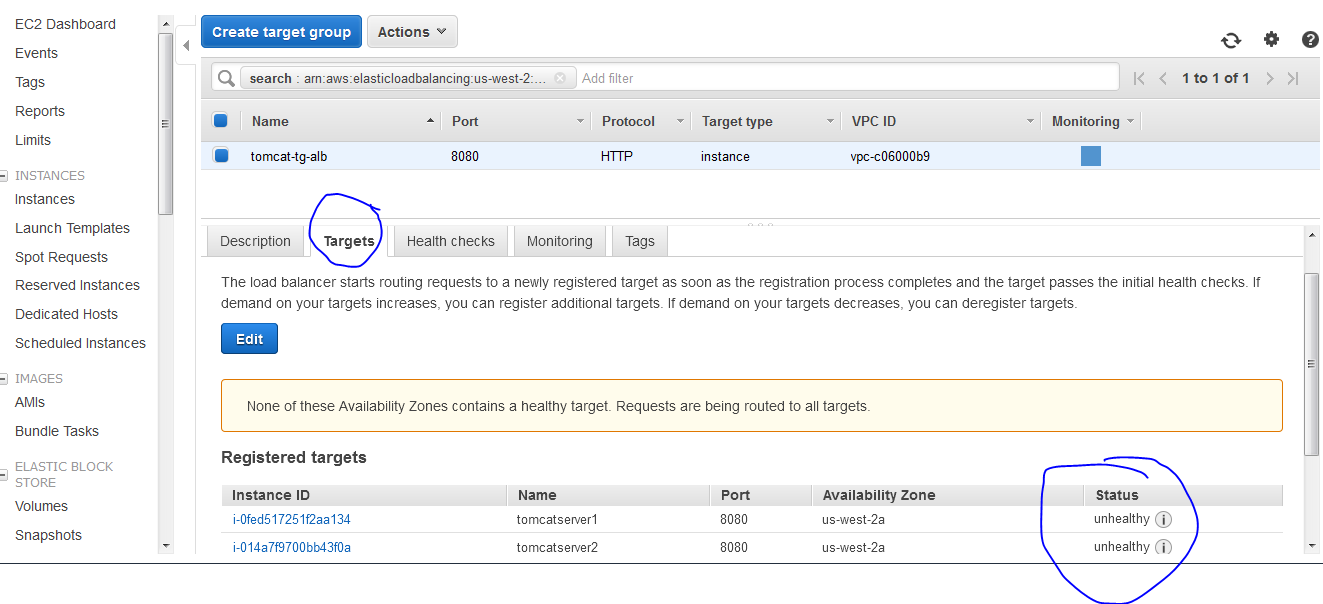 EC2 Dashboard
Events
Tags
Reports
Limits
INSTANCES
Instances
Launch Templates
Spot Requests
Reserved Instances
Dedicated Hosts
Scheduled Instances
IMAGES
AMIs
Bundle Tasks
ELASTIC BLOCK
STORE
Volumes
Snapshots
Create target group Actions
search : arn:aws:elasticloadbalancing:us-west-2:... Add filter 1 to 1 of 1
Name Port Protocol Target type VPC ID Monitoring
tomcat-tg-alb 8080 HTTP instance vpc-c06000b9
Description Targets Health checks Monitoring Tags
The load balancer starts routing requests to a newly registered target as soon as the registration process completes and the target passes the initial health checks. If
demand on your targets increases, you can register additional targets. If demand on your targets decreases, you can deregister targets.
Edit
None of these Availability Zones contains a healthy target. Requests are being routed to all targets.
Registered targets
Instance ID Name Port Availability Zone Status
i-0fed517251f2aa134 tomcatserver1 8080 us-west-2a unhealthy
i-014a7f9700bb43f0a tomcatserver2 8080 us-west-2a unhealthy